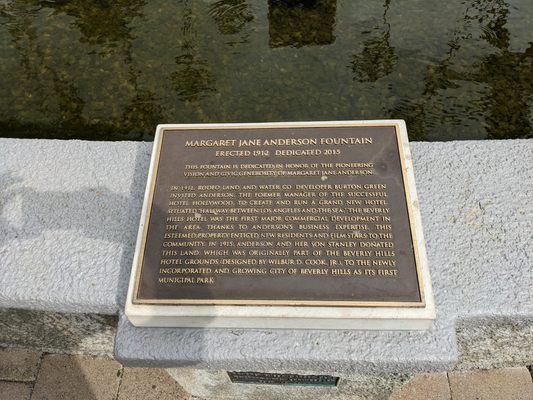 MARGARET JANE ANDERSON FOUNTAIN
ERECTED 1912 DEDICATED 2015
THIS FOUNTAIN IS DEDICATED IN HONOR OF THE PIONEERING
VISION AND CIVIC GENEROSITY OF MARGARET JANE ANDERSON.
IN 1911, RODEO LAND AND WATER CO. DEVELOPER BURTON GREEN
INVITED ANDERSON, THE FORMER MANAGER OF THE SUCCESSFUL
HOTEL HOLLYWOOD, TO CREATE AND RUN A GRAND NEW HOTEL
SITUATED "HALFWAY BETWEEN LOS ANGELES AND THE SEA." THE BEVERLY
HILLS HOTEL WAS THE FIRST MAJOR COMMERCIAL DEVELOPMENT IN
THE AREA. THANKS TO ANDERSON'S BUSINESS EXPERTISE, THIS
ESTEEMED PROPERTY ENTICED NEW RESIDENTS AND FILM STARS TO THE
COMMUNITY. IN 1915, ANDERSON AND HER SON STANLEY DONATED
THIS LAND, WHICH WAS ORIGINALLY PART OF THE BEVERLY HILLS
HOTEL GROUNDS (DESIGNED BY WILBUR D. COOK, JR.), TO THE NEWLY
INCORPORATED AND GROWING CITY OF BEVERLY HILLS AS ITS FIRST
MUNICIPAL PARK.